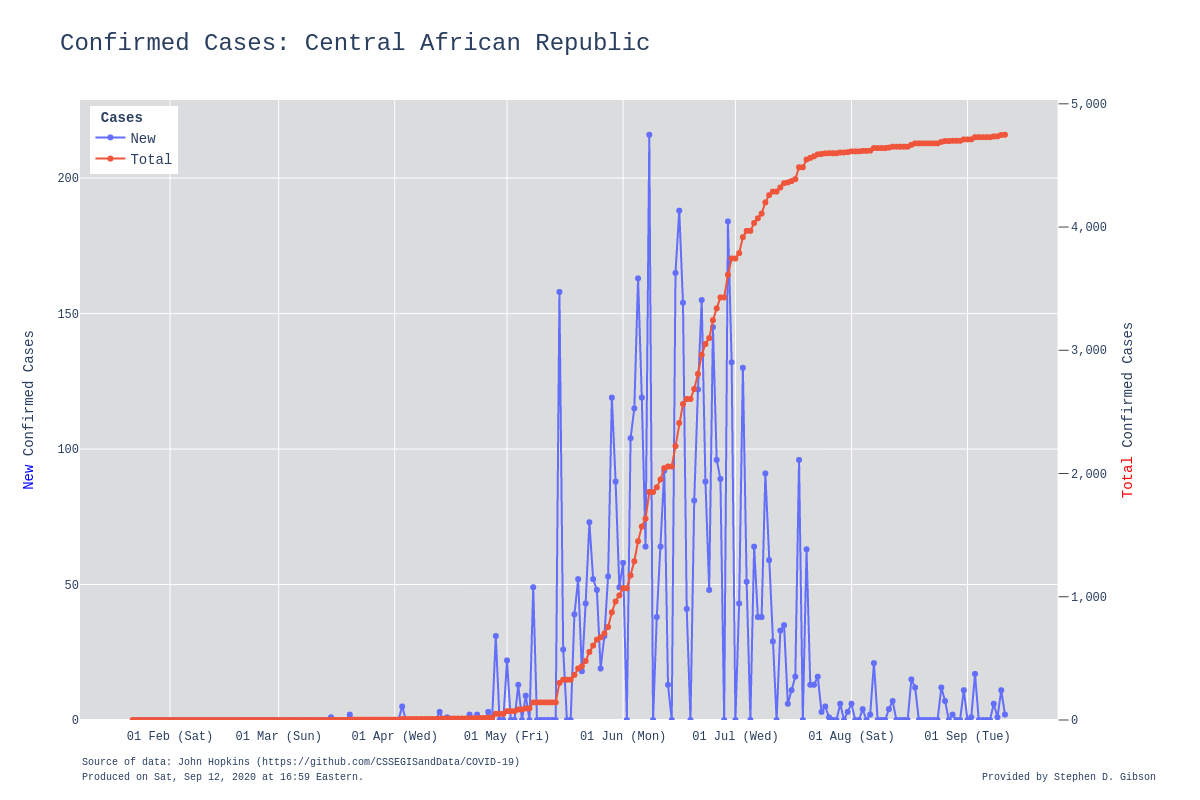 Confirmed Cases: Central African Republic
Cases
New
Total
200
150
100
50
0
5,000
4,000
3,000
2,000
1,000
0
New Confirmed Cases
Total Confirmed Cases
01 Feb (Sat) 01 Mar (Sun) 01 Apr (Wed) 01 May (Fri) 01 Jun (Mon) 01 Jul (Wed) 01 Aug (Sat) 01 Sep (Tue)
Source of data: John Hopkins (https://github.com/CSSEGISandData/COVID-19)
Produced on Sat, Sep 12, 2020 at 16:59 Eastern.
Provided by Stephen D. Gibson